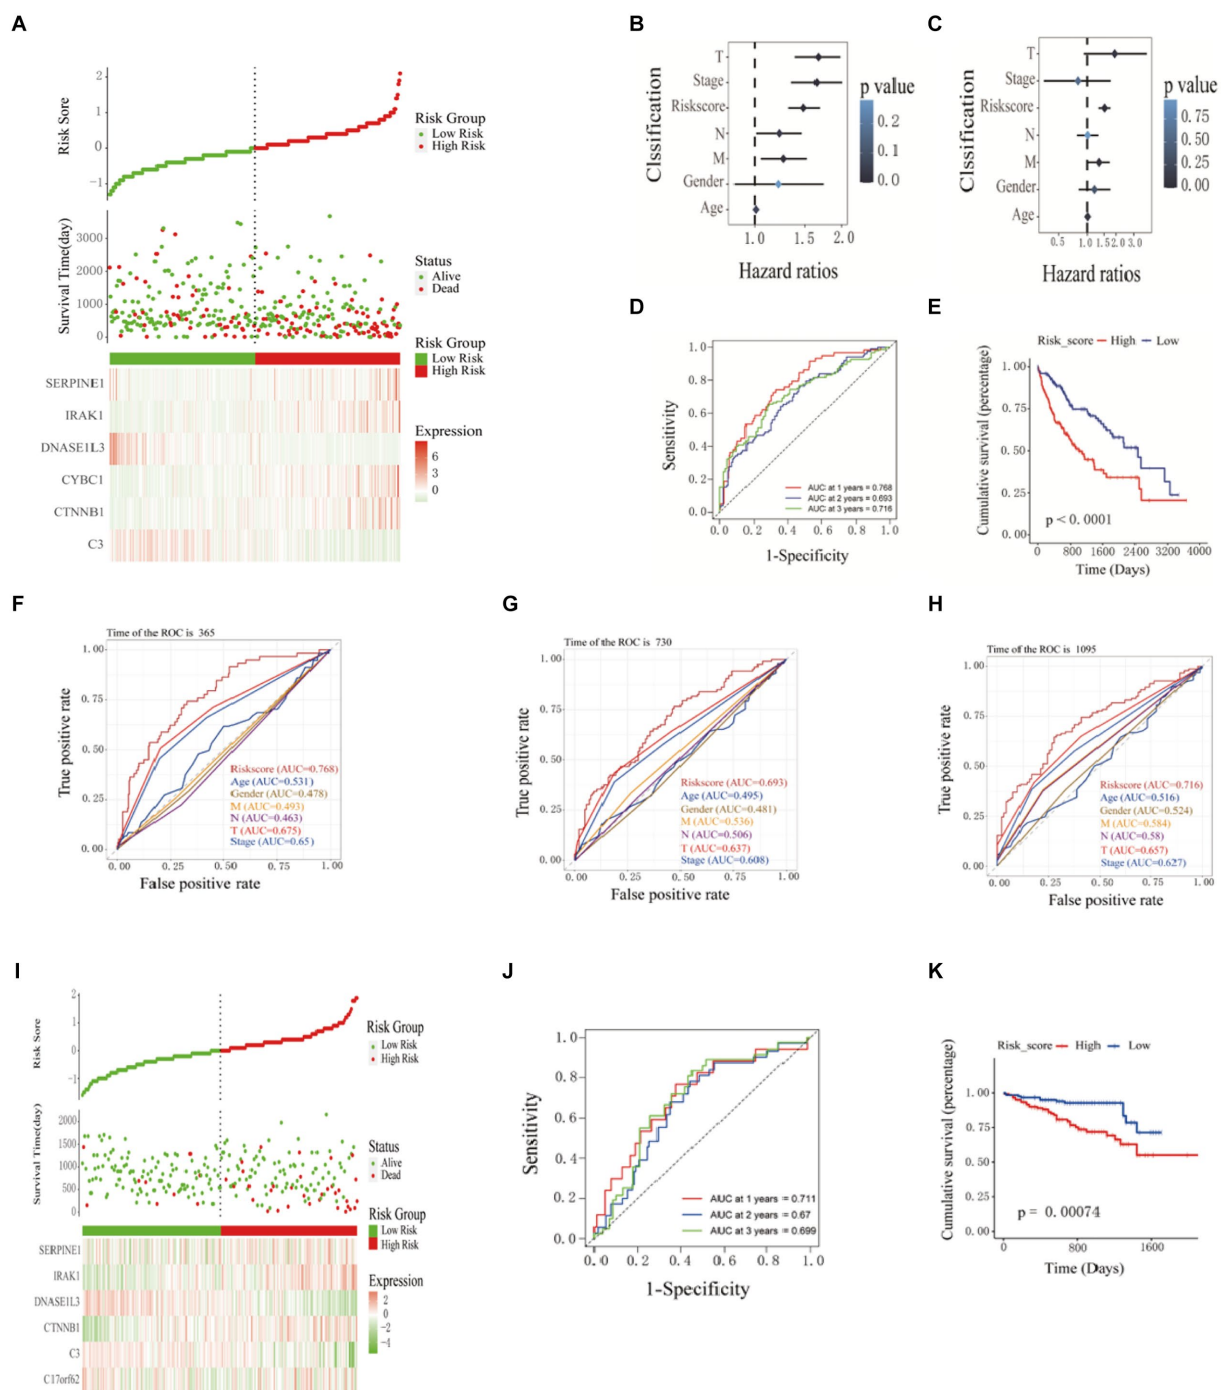 A
Risk Sore
2
1
0
−1
Risk Group
Low Risk
High Risk
Survival Time(day)
3000
2000
1000
0
Status
Alive
Dead
Risk Group
Low Risk
High Risk
SERPINE1
IRAK1
DNASE1L3
CYBC1
CTNNB1
C3
Expression
6
3
0
B
Clssification
T
Stage
Riskscore
N
M
Gender
Age
1.0 1.5 2.0
Hazard ratios
p value
0.2
0.1
0.0
C
Clssification
T
Stage
Riskscore
N
M
Gender
Age
0.5 1.0 1.5 2.0 3.0
Hazard ratios
p value
0.75
0.50
0.25
0.00
D
Sensitivity
1.0
0.8
0.6
0.4
0.2
0.0
AUC at 1 years = 0.768
AUC at 2 years = 0.693
AUC at 3 years = 0.716
0.0 0.2 0.4 0.6 0.8 1.0
1-Specificity
E
Risk_score High Low
Cumulative survival (percentage)
1.00
0.75
0.50
0.25
0.00
p < 0.0001
0 800 1600 2400 3200 4000
Time (Days)
F
Time of the ROC is 365
True positive rate
1.00
0.75
0.50
0.25
0.00
Riskscore (AUC=0.768)
Age (AUC=0.531)
Gender (AUC=0.478)
M (AUC=0.493)
N (AUC=0.463)
T (AUC=0.675)
Stage (AUC=0.65)
0.00 0.25 0.50 0.75 1.00
False positive rate
G
Time of the ROC is 730
True positive rate
1.00
0.75
0.50
0.25
0.00
Riskscore (AUC=0.693)
Age (AUC=0.495)
Gender (AUC=0.481)
M (AUC=0.536)
N (AUC=0.506)
T (AUC=0.637)
Stage (AUC=0.608)
0.00 0.25 0.50 0.75 1.00
False positive rate
H
Time of the ROC is 1095
True positive rate
1.00
0.75
0.50
0.25
0.00
Riskscore (AUC=0.716)
Age (AUC=0.516)
Gender (AUC=0.524)
M (AUC=0.584)
N (AUC=0.58)
T (AUC=0.657)
Stage (AUC=0.627)
0.00 0.25 0.50 0.75 1.00
False positive rate
I
Risk Score
2
1
0
−1
Risk Group
Low Risk
High Risk
Survival Time(day)
2000
1500
1000
500
0
Status
Alive
Dead
Risk Group
Low Risk
High Risk
SERPINE1
IRAK1
DNASE1L3
CTNNB1
C3
C17orf62
Expression
2
0
−2
−4
J
Sensitivity
1.0
0.8
0.6
0.4
0.2
0.0
AUC at 1 years = 0.711
AUC at 2 years = 0.67
AUC at 3 years = 0.699
0.0 0.2 0.4 0.6 0.8 1.0
1-Specificity
K
Risk_score High Low
Cumulative survival (percentage)
1.00
0.75
0.50
0.25
0.00
p = 0.00074
0 800 1600
Time (Days)